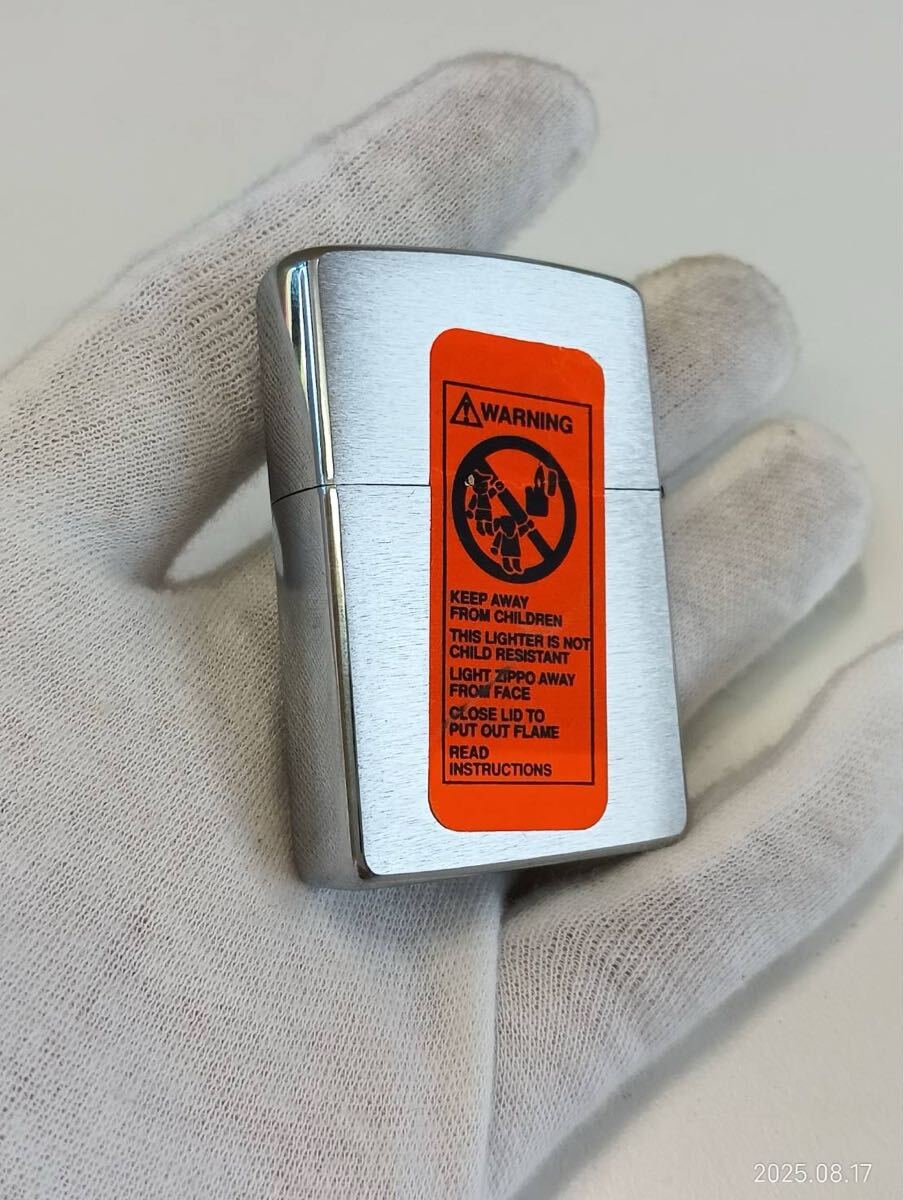 WARNING
KEEP AWAY
FROM CHILDREN
THIS LIGHTER IS NOT
CHILD RESISTANT
LIGHT ZIPPO AWAY
FROM FACE
CLOSE LID TO
PUT OUT FLAME
READ
INSTRUCTIONS
2025.08.17